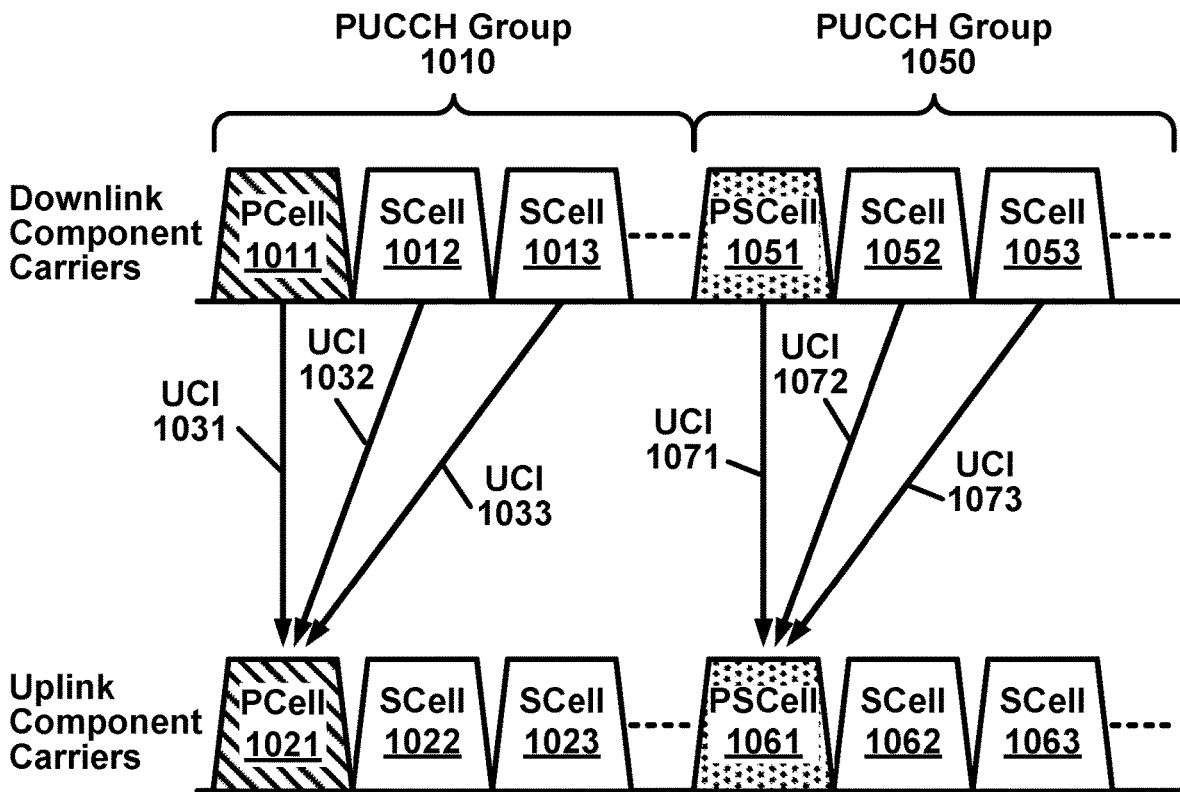 PUCCH Group
1010
PUCCH Group
1050
Downlink
Component
Carriers
PCell
1011
SCell
1012
SCell
1013
PSCell
1051
SCell
1052
SCell
1053
UCI
1031
UCI
1032
UCI
1033
UCI
1071
UCI
1072
UCI
1073
Uplink
Component
Carriers
PCell
1021
SCell
1022
SCell
1023
PSCell
1061
SCell
1062
SCell
1063